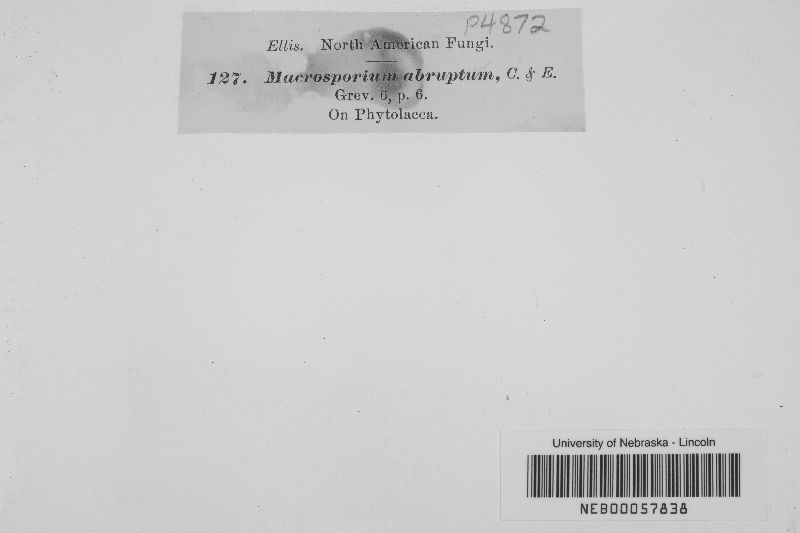 P4872
Ellis. North American Fungi.
127. Macrosporium abruptum, C. & E.
Grev. 6, p. 6.
On Phytolacca.
University of Nebraska - Lincoln
NEB00057838